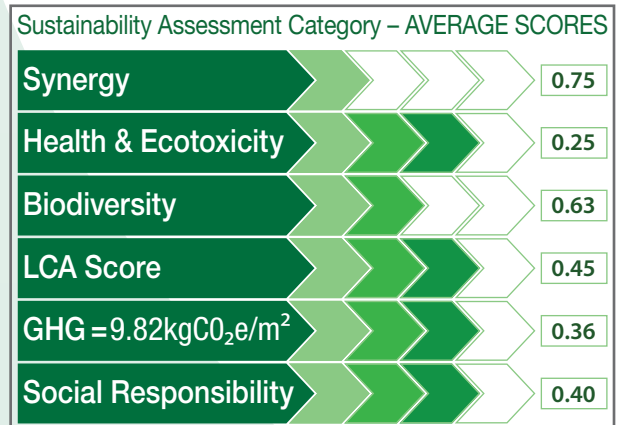 Sustainability Assessment Category – AVERAGE SCORES
Synergy 0.75
Health & Ecotoxicity 0.25
Biodiversity 0.63
LCA Score 0.45
GHG = 9.82kgC0₂e/m² 0.36
Social Responsibility 0.40